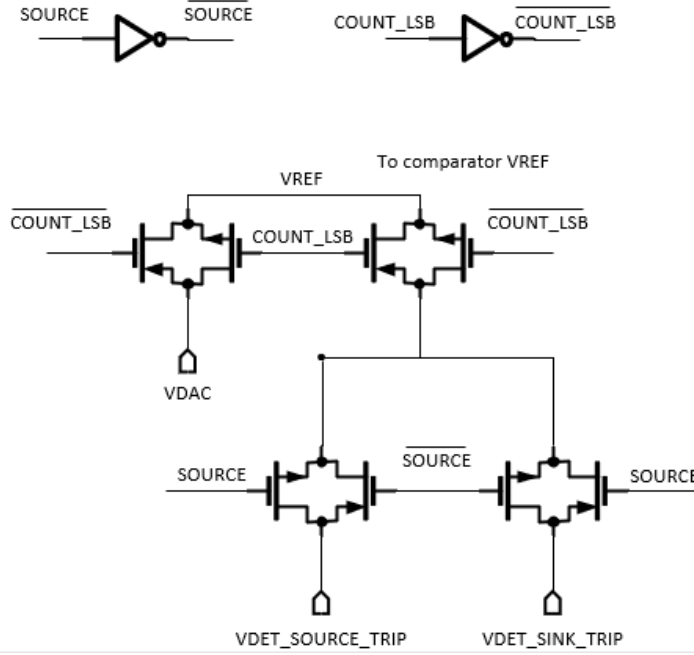 SOURCE
SOURCE
COUNT_LSB
COUNT_LSB
To comparator VREF
VREF
COUNT_LSB
COUNT_LSB
COUNT_LSB
VDAC
SOURCE
SOURCE
SOURCE
VDET_SOURCE_TRIP
VDET_SINK_TRIP